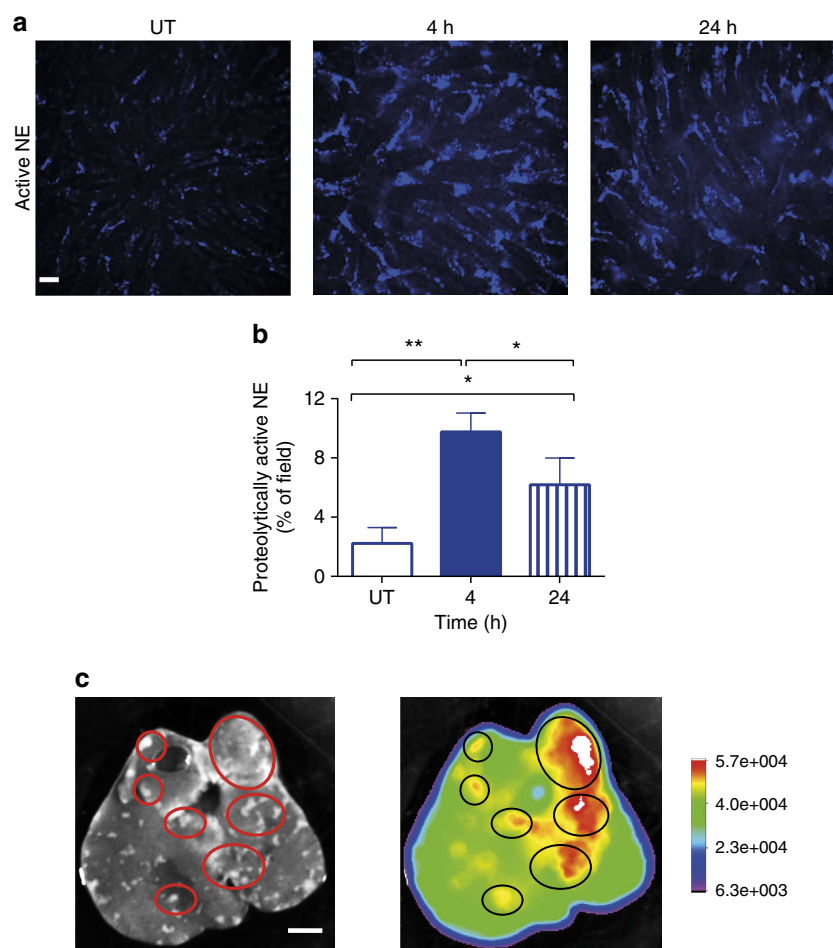 a
UT
4 h
24 h
Active NE
b
**
*
*
Proteolytically active NE
(% of field)
12
8
4
0
UT
4
24
Time (h)
c
5.7e+004
4.0e+004
2.3e+004
6.3e+003